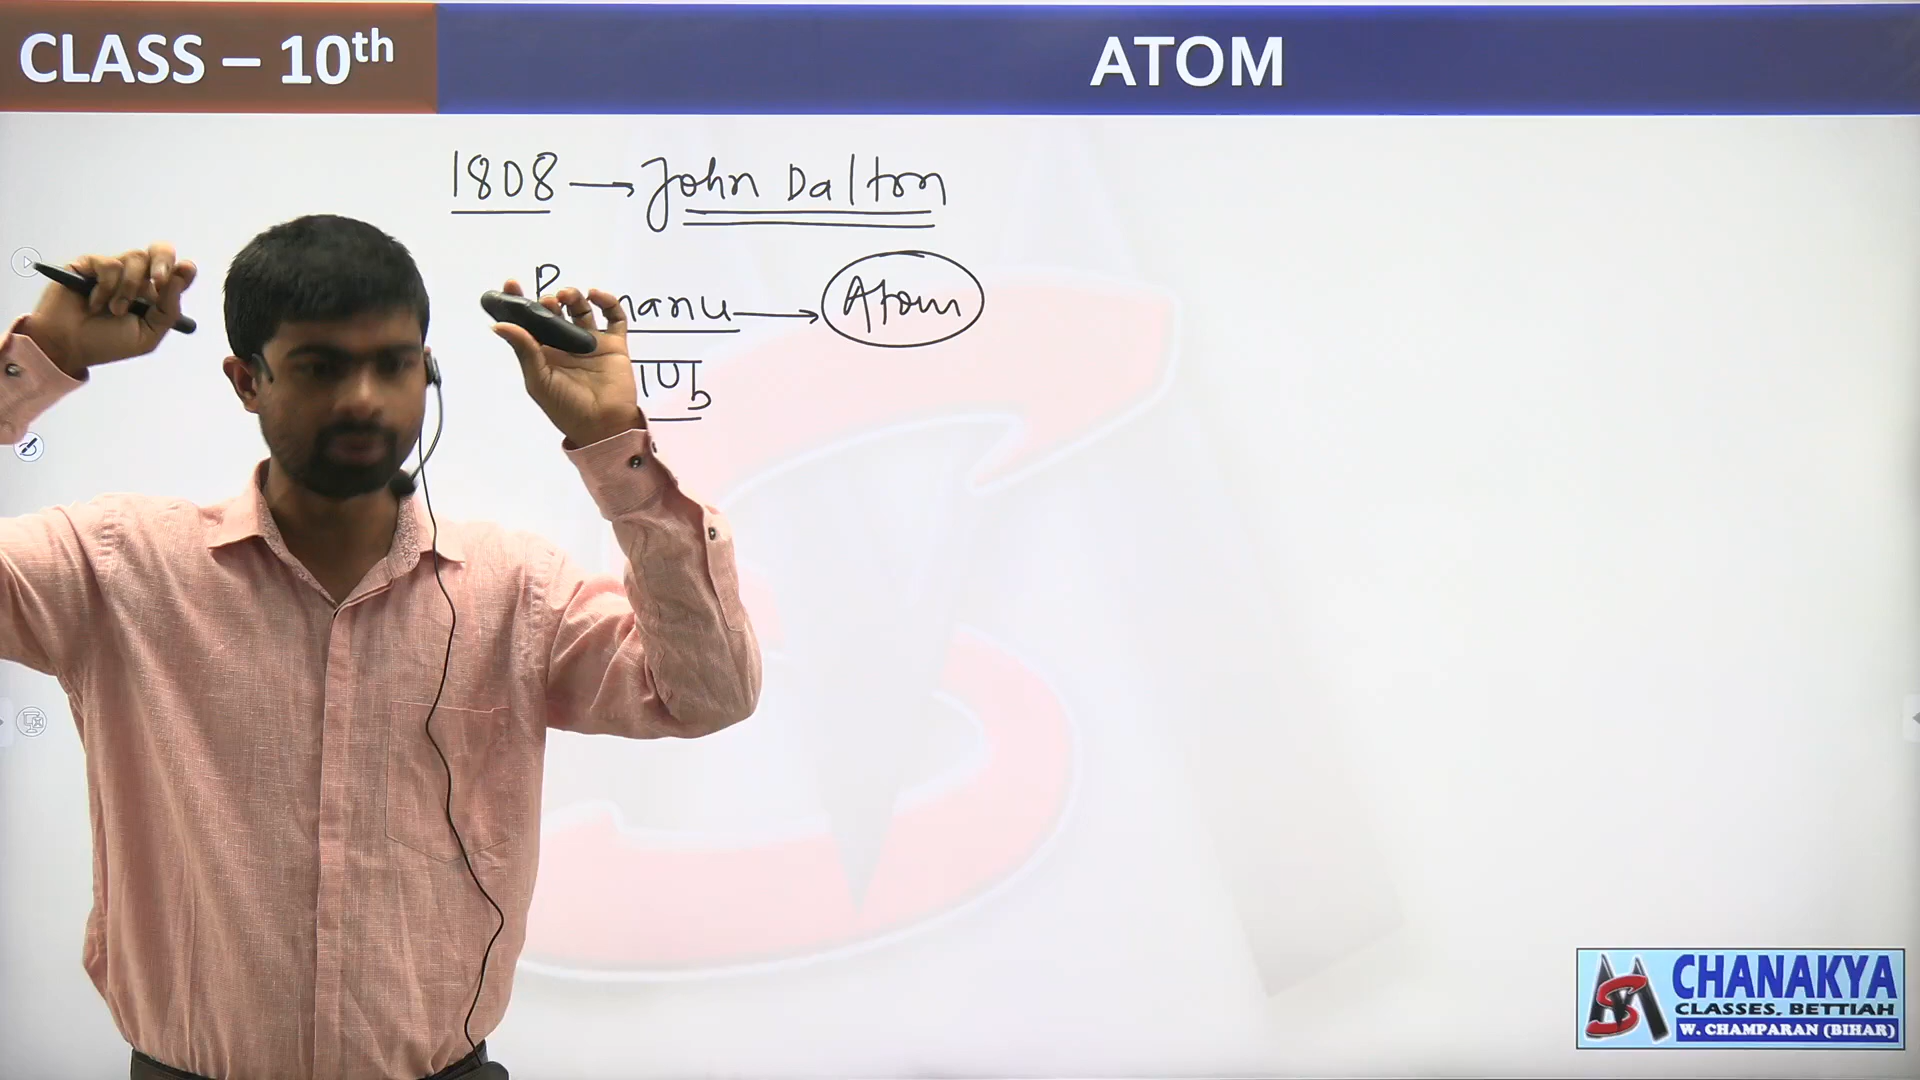 CLASS – 10th
ATOM
1808 → John Dalton
→ Atom
CHANAKYA
CLASSES, BETTIAH
W. CHAMPARAN (BIHAR)